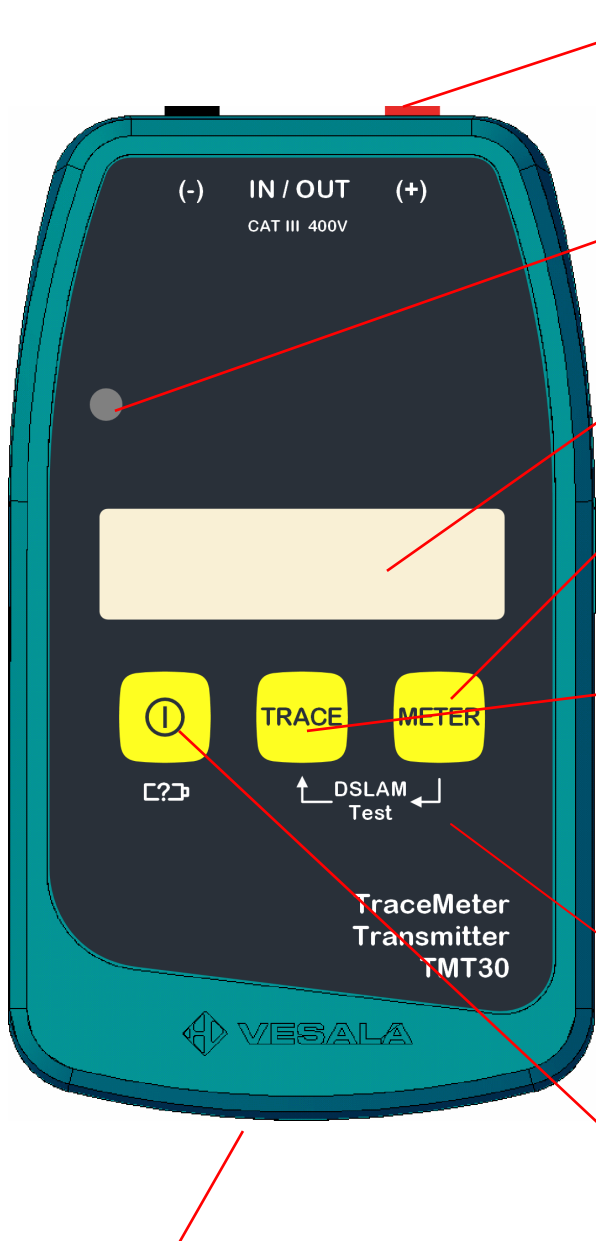 (-) IN / OUT (+)
CAT III 400V
TRACE METER
DSLAM
Test
TraceMeter
Transmitter
TMT30
VESALA